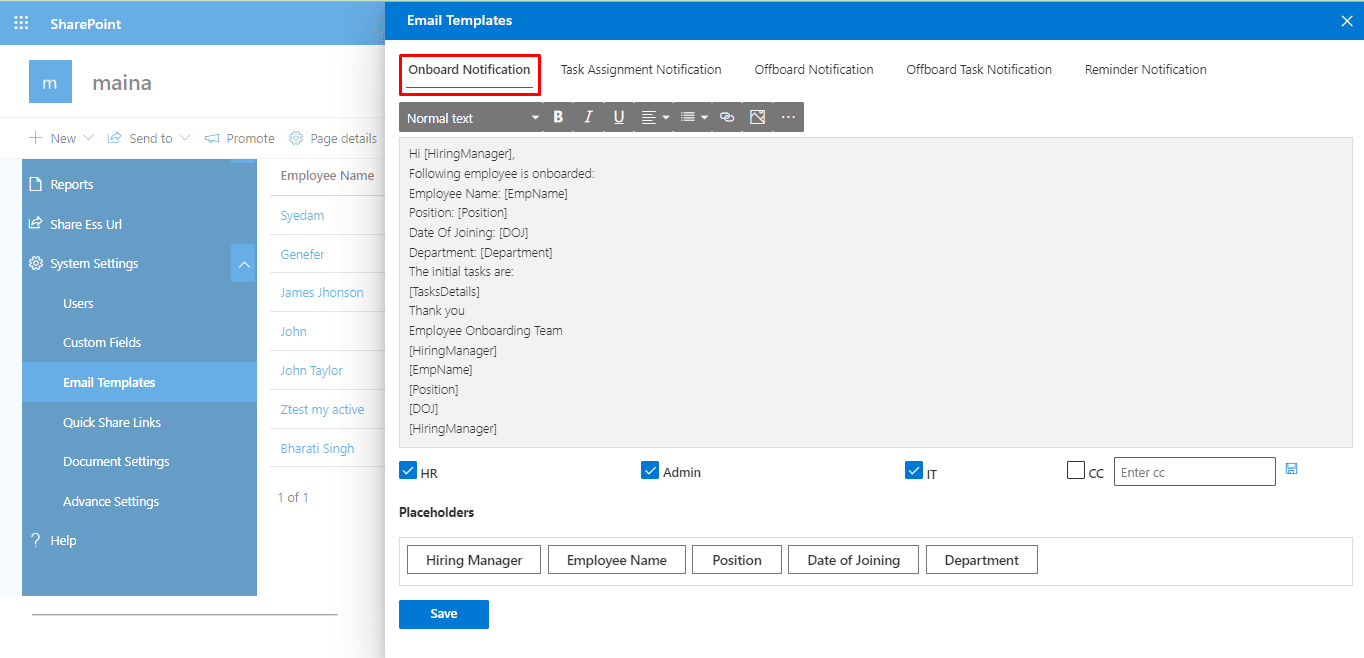 SharePoint
m
maina
New
Send to
Promote
Page details
Reports
Share Ess Url
System Settings
Users
Custom Fields
Email Templates
Quick Share Links
Document Settings
Advance Settings
Help
Employee Name
Syedam
Genefer
James Jhonson
John
John Taylor
Ztest my active
Bharati Singh
1 of 1
Email Templates
Onboard Notification
Task Assignment Notification
Offboard Notification
Offboard Task Notification
Reminder Notification
Normal text
B
I
U
Hi [HiringManager],
Following employee is onboarded:
Employee Name: [EmpName]
Position: [Position]
Date Of Joining: [DOJ]
Department: [Department]
The initial tasks are:
[TasksDetails]
Thank you
Employee Onboarding Team
[HiringManager]
[EmpName]
[Position]
[DOJ]
[HiringManager]
HR
Admin
IT
CC
Enter cc
Placeholders
Hiring Manager
Employee Name
Position
Date of Joining
Department
Save